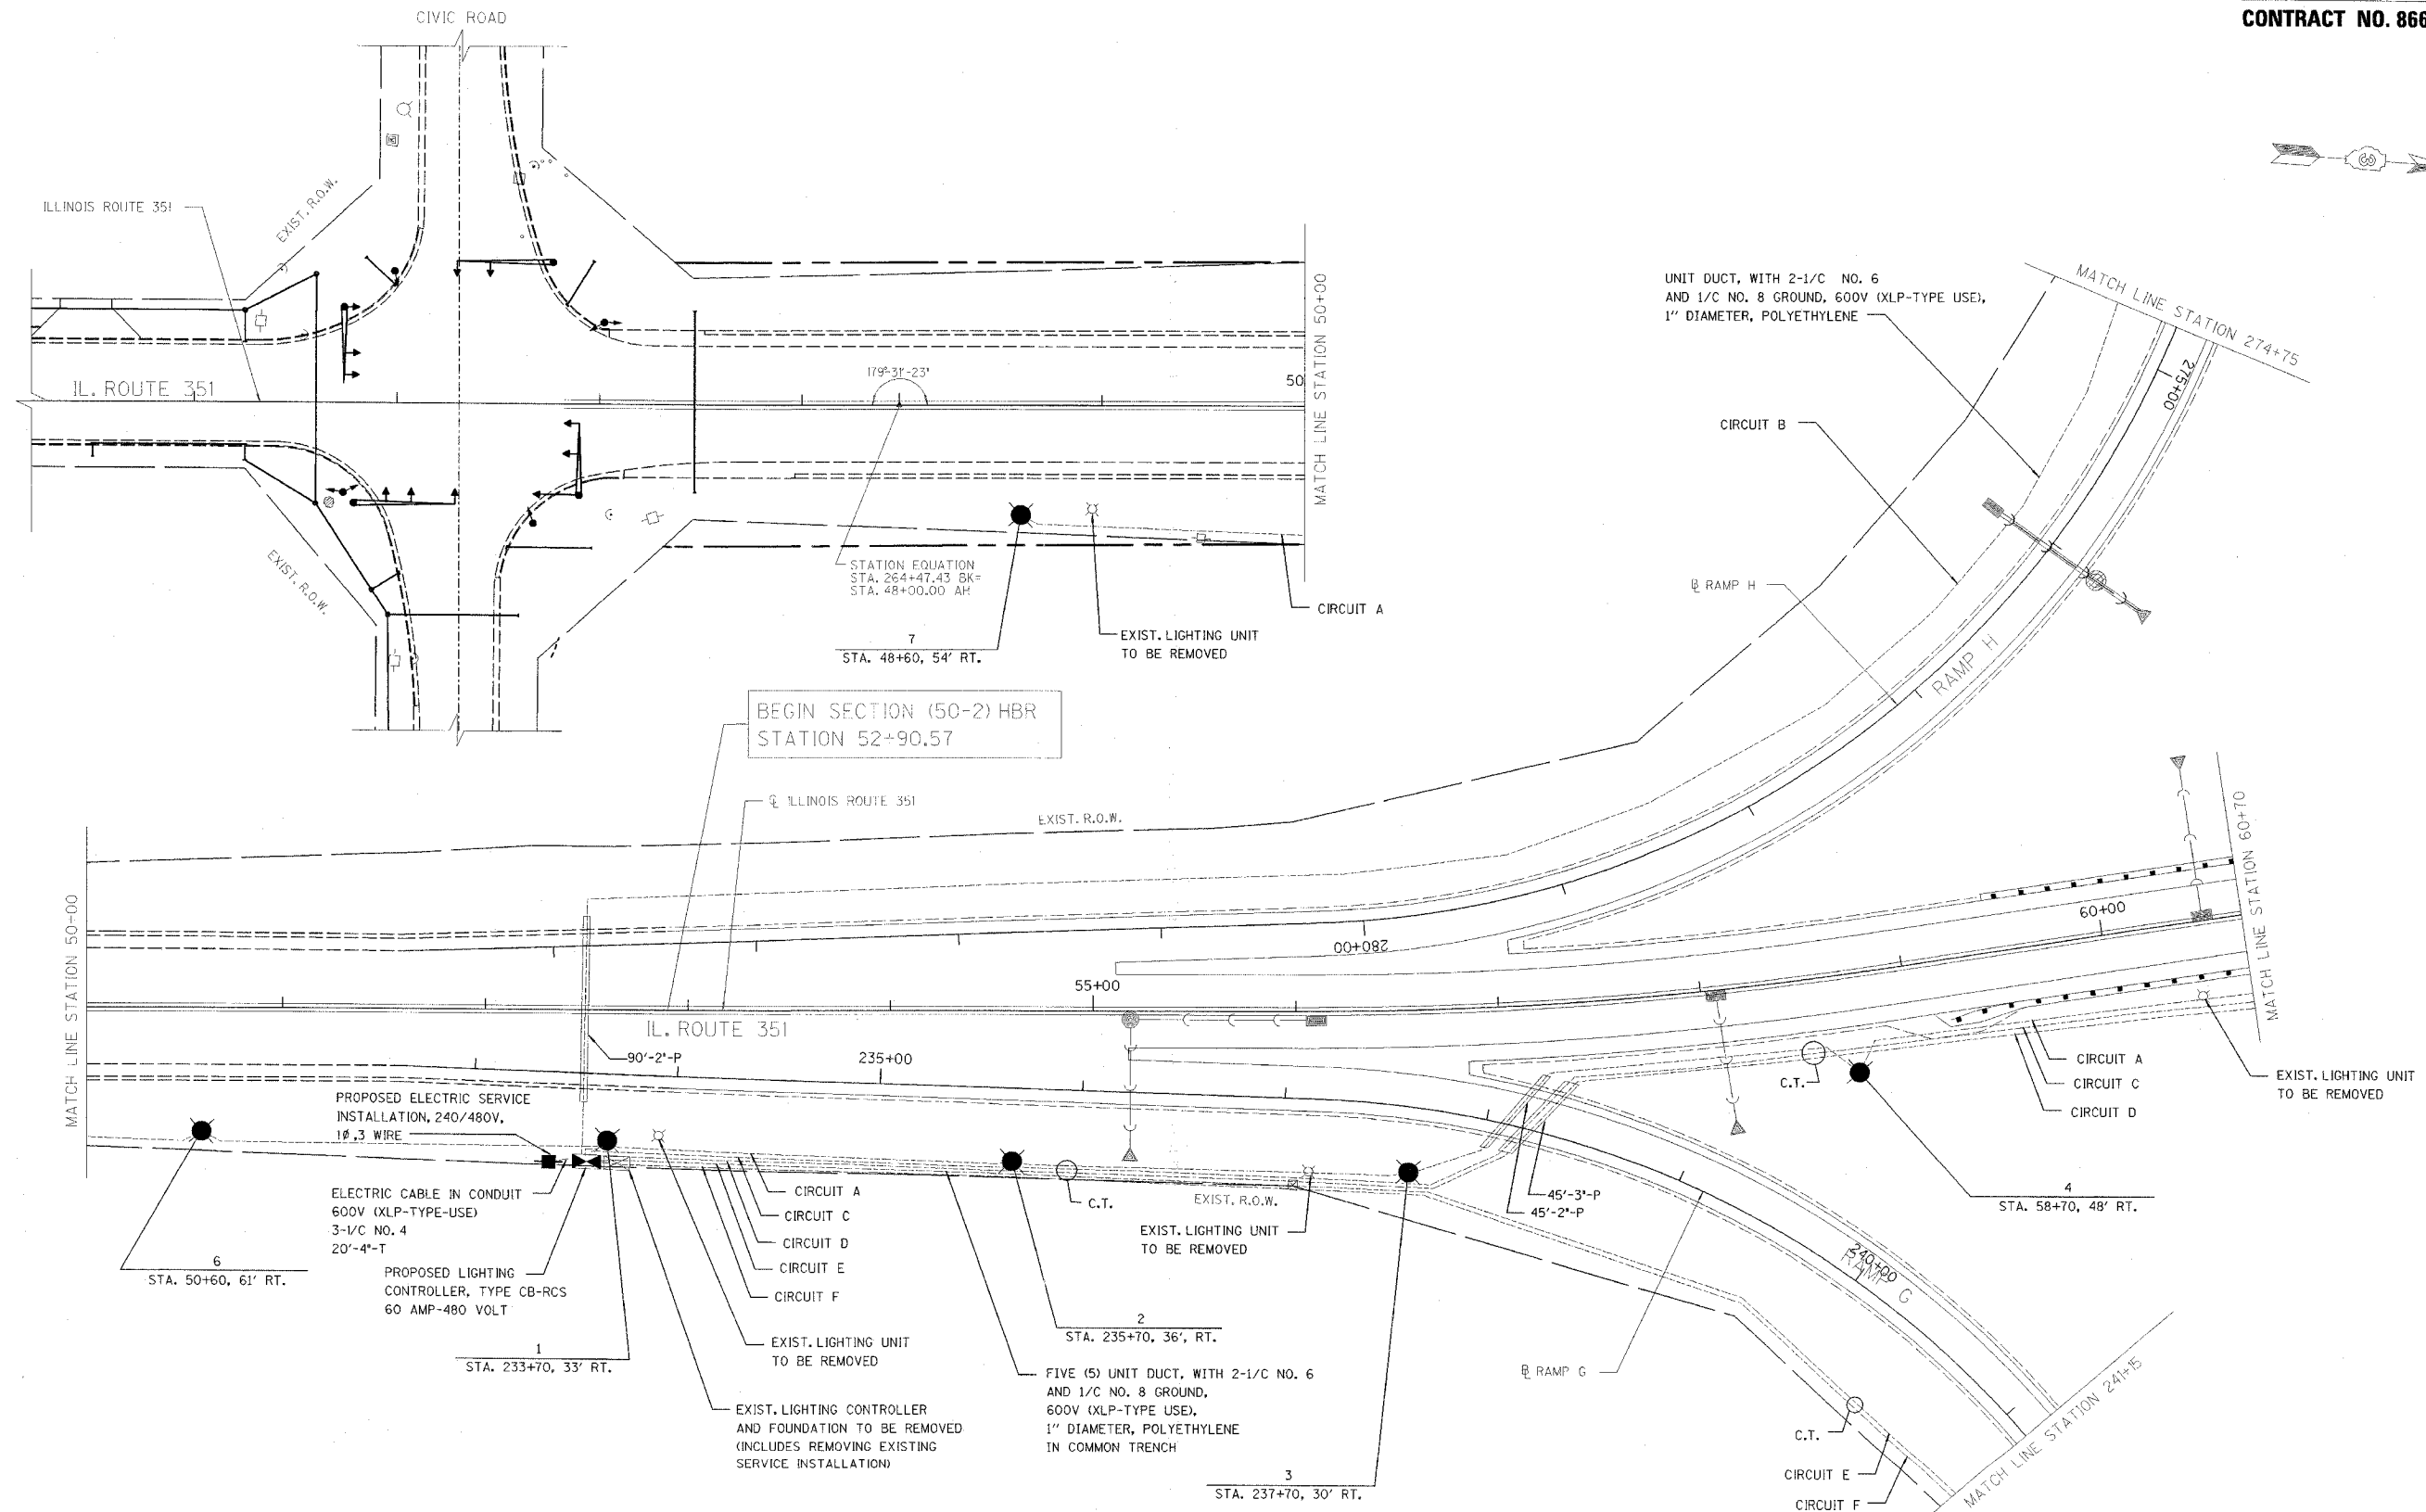 CONTRACT NO. 866
CIVIC ROAD
ILLINOIS ROUTE 351
EXIST. R.O.W.
IL. ROUTE 351
179°-31'-23"
50
MATCH LINE STATION 50+00
EXIST. R.O.W.
STATION EQUATION
STA. 264+47.43 BK=
STA. 48+00.00 AH
CIRCUIT A
7
STA. 48+60, 54' RT.
EXIST. LIGHTING UNIT
TO BE REMOVED
UNIT DUCT, WITH 2-1/C NO. 6
AND 1/C NO. 8 GROUND, 600V (XLP-TYPE USE),
1" DIAMETER, POLYETHYLENE
MATCH LINE STATION 274+75
275+00
CIRCUIT B
℄ RAMP H
RAMP H
BEGIN SECTION (50-2) HBR
STATION 52+90.57
℄ ILLINOIS ROUTE 351
EXIST. R.O.W.
MATCH LINE STATION 50+00
280+00
55+00
60+00
MATCH LINE STATION 60+70
IL. ROUTE 351
90'-2"-P
235+00
PROPOSED ELECTRIC SERVICE
INSTALLATION, 240/480V,
1Ø,3 WIRE
C.T.
CIRCUIT A
CIRCUIT C
CIRCUIT D
EXIST. LIGHTING UNIT
TO BE REMOVED
ELECTRIC CABLE IN CONDUIT
600V (XLP-TYPE-USE)
3-1/C NO. 4
20'-4"-T
CIRCUIT A
CIRCUIT C
CIRCUIT D
CIRCUIT E
CIRCUIT F
C.T.
EXIST. R.O.W.
EXIST. LIGHTING UNIT
TO BE REMOVED
45'-3"-P
45'-2"-P
4
STA. 58+70, 48' RT.
6
STA. 50+60, 61' RT.
PROPOSED LIGHTING
CONTROLLER, TYPE CB-RCS
60 AMP-480 VOLT
240+00
RAMP G
1
STA. 233+70, 33' RT.
EXIST. LIGHTING UNIT
TO BE REMOVED
2
STA. 235+70, 36', RT.
EXIST. LIGHTING CONTROLLER
AND FOUNDATION TO BE REMOVED
(INCLUDES REMOVING EXISTING
SERVICE INSTALLATION)
FIVE (5) UNIT DUCT, WITH 2-1/C NO. 6
AND 1/C NO. 8 GROUND,
600V (XLP-TYPE USE),
1" DIAMETER, POLYETHYLENE
IN COMMON TRENCH
℄ RAMP G
3
STA. 237+70, 30' RT.
C.T.
CIRCUIT E
CIRCUIT F
MATCH LINE STATION 241+15